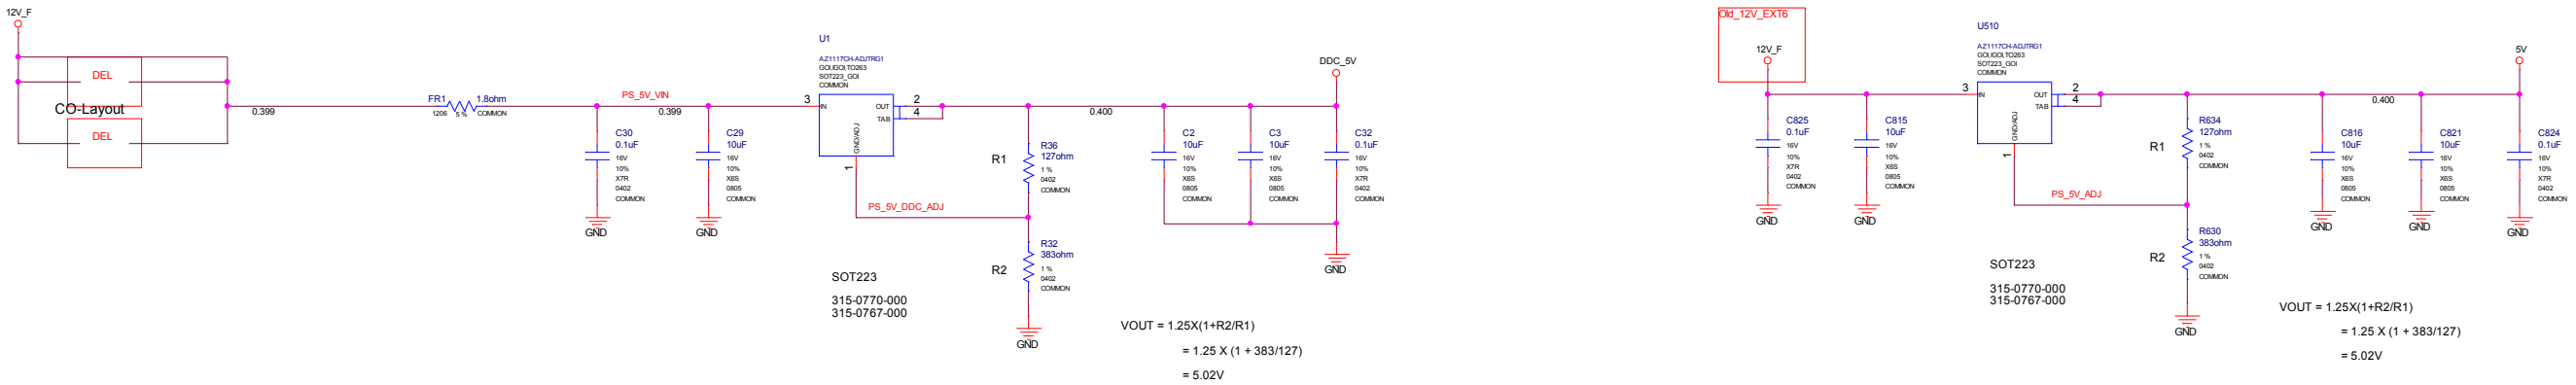 12V_F
DEL
CO-Layout
DEL
0.399
FR1
1.8ohm
1206
5 %
COMMON
PS_5V_VIN
0.399
C30
0.1uF
16V
10%
X7R
0402
COMMON
GND
C29
10uF
16V
10%
X6S
0805
COMMON
GND
U1
AZ1117CH-ADJTRG1
GOI,IGOI,TO263
SOT223_GOI
COMMON
3
IN
OUT
2
TAB
4
GND/ADJ
1
PS_5V_DDC_ADJ
R1
R36
127ohm
1 %
0402
COMMON
R2
R32
383ohm
1 %
0402
COMMON
GND
0.400
C2
10uF
16V
10%
X6S
0805
COMMON
C3
10uF
16V
10%
X6S
0805
COMMON
DDC_5V
C32
0.1uF
16V
10%
X7R
0402
COMMON
GND
SOT223
315-0770-000
315-0767-000
VOUT = 1.25X(1+R2/R1)
= 1.25 X (1 + 383/127)
= 5.02V
Old_12V_EXT6
12V_F
C825
0.1uF
16V
10%
X7R
0402
COMMON
GND
C815
10uF
16V
10%
X6S
0805
COMMON
GND
U510
AZ1117CH-ADJTRG1
GOI,IGOI,TO263
SOT223_GOI
COMMON
3
IN
OUT
2
TAB
4
GND/ADJ
1
PS_5V_ADJ
R1
R634
127ohm
1 %
0402
COMMON
R2
R630
383ohm
1 %
0402
COMMON
GND
0.400
C816
10uF
16V
10%
X6S
0805
COMMON
GND
C821
10uF
16V
10%
X6S
0805
COMMON
GND
5V
C824
0.1uF
16V
10%
X7R
0402
COMMON
GND
SOT223
315-0770-000
315-0767-000
VOUT = 1.25X(1+R2/R1)
= 1.25 X (1 + 383/127)
= 5.02V